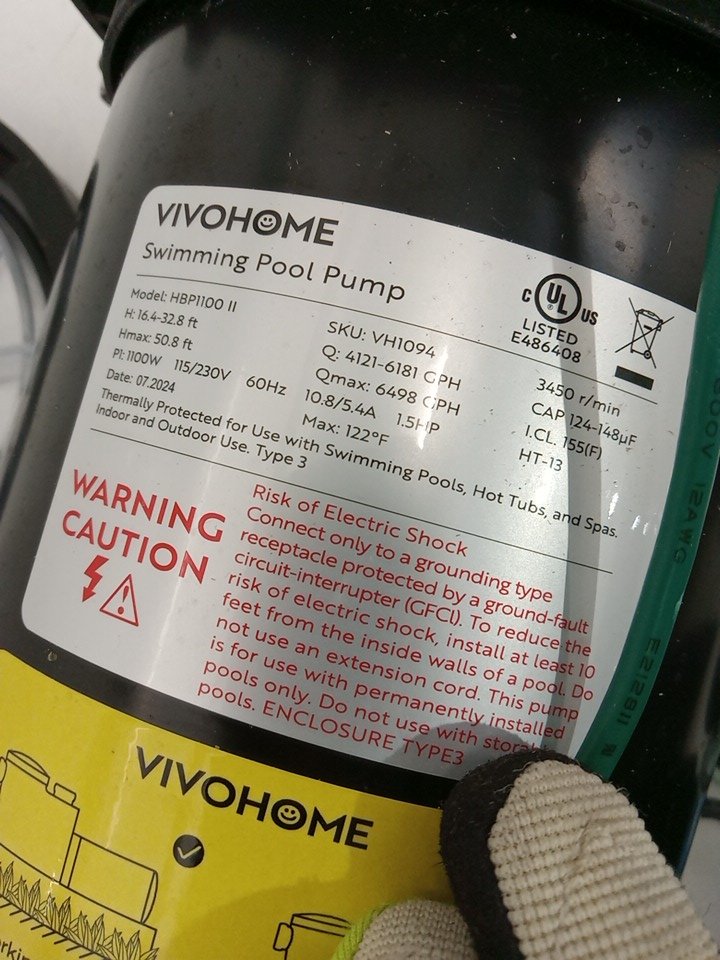 VIVOHOME
Swimming Pool Pump
C UL US
LISTED
E486408
Model: HBP1100 II
SKU: VH1094
3450 r/min
H: 16.4-32.8 ft
Q: 4121-6181 GPH
CAP 124-148μF
Hmax: 50.8 ft
Qmax: 6498 GPH
I.CL. 155(F)
P1: 1100W 115/230V 60Hz 10.8/5.4A 1.5HP
HT-13
Date: 07.2024
Max: 122°F
Thermally Protected for Use with Swimming Pools, Hot Tubs, and Spas.
Indoor and Outdoor Use. Type 3
WARNING
CAUTION
Risk of Electric Shock
Connect only to a grounding type
receptacle protected by a ground-fault
circuit-interrupter (GFCI). To reduce the
risk of electric shock, install at least 10
feet from the inside walls of a pool. Do
not use an extension cord. This pump
is for use with permanently installed
pools only. Do not use with
pools. ENCLOSURE TYPE3
12AWG
VIVOHOME